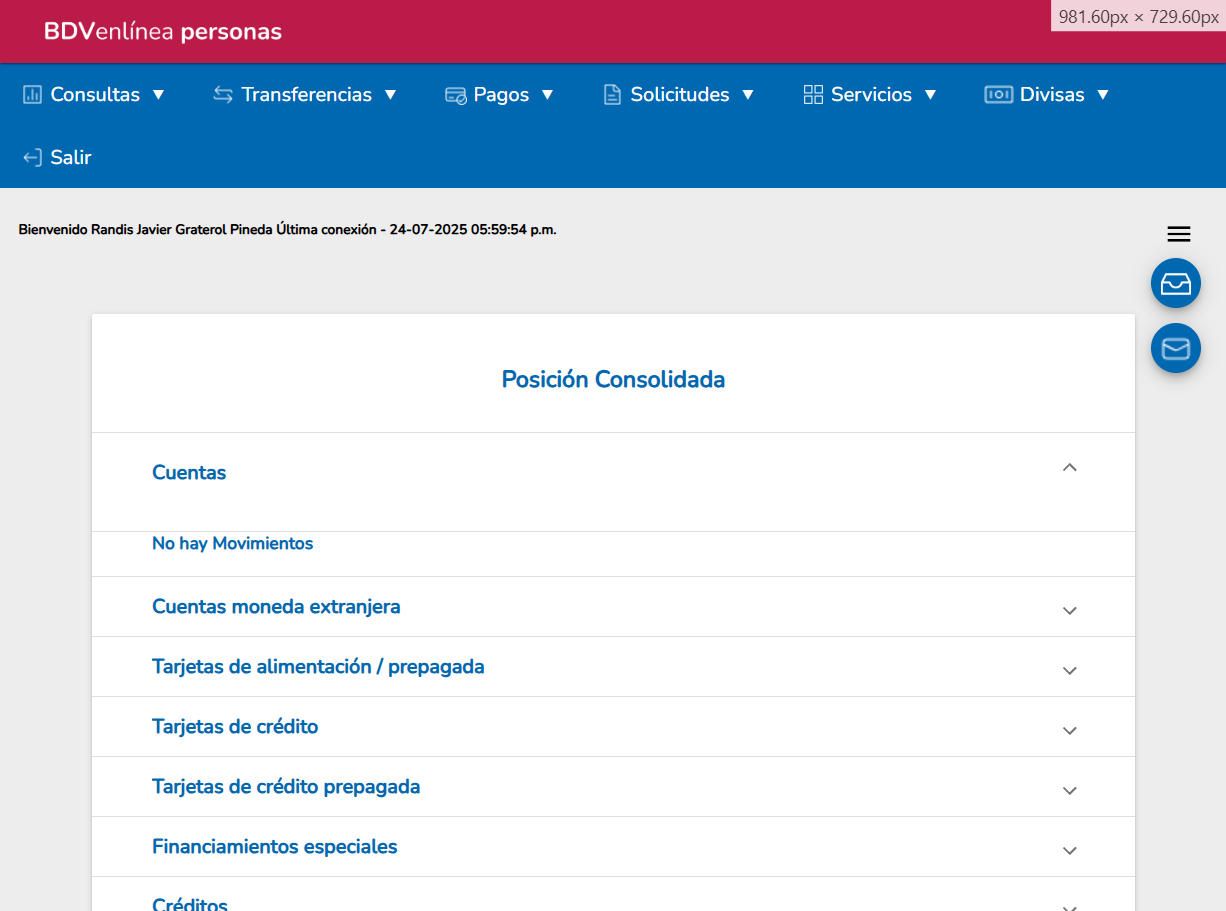 BDVenlínea personas
981.60px × 729.60px
Consultas ▼ Transferencias ▼ Pagos ▼ Solicitudes ▼ Servicios ▼ Divisas ▼
Salir
Bienvenido Randis Javier Graterol Pineda Última conexión - 24-07-2025 05:59:54 p.m.
Posición Consolidada
Cuentas
No hay Movimientos
Cuentas moneda extranjera
Tarjetas de alimentación / prepagada
Tarjetas de crédito
Tarjetas de crédito prepagada
Financiamientos especiales
Créditos